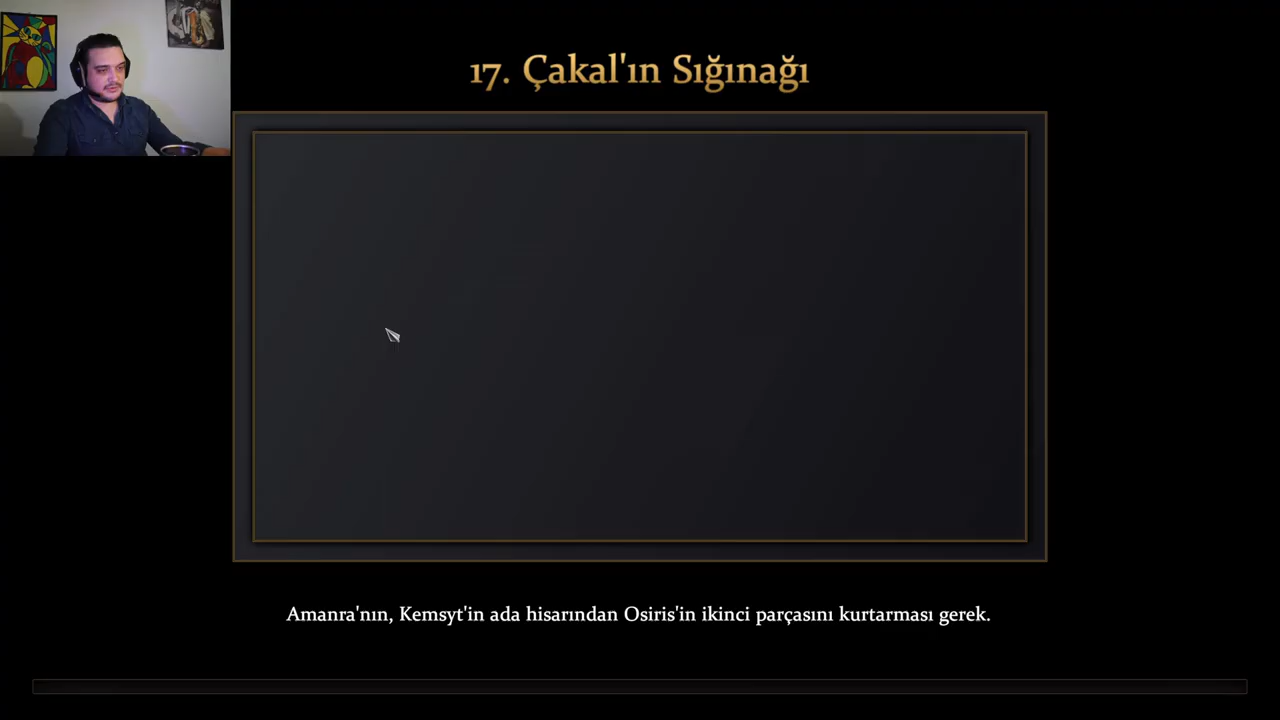 17. Çakal'ın Sığınağı
Amanra'nın, Kemsyt'in ada hisarından Osiris'in ikinci parçasını kurtarması gerek.